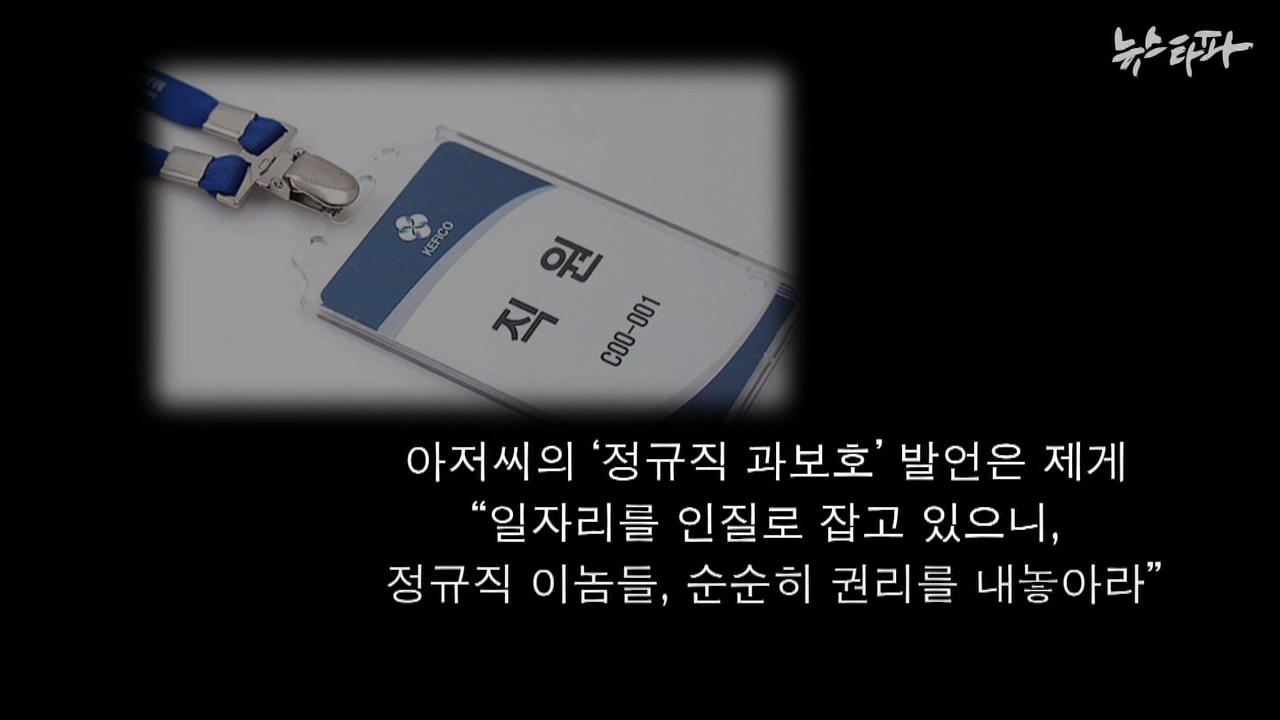 뉴스타파
KEFICO
직원
C00-001
아저씨의 ‘정규직 과보호’ 발언은 제게
“일자리를 인질로 잡고 있으니,
정규직 이놈들, 순순히 권리를 내놓아라”